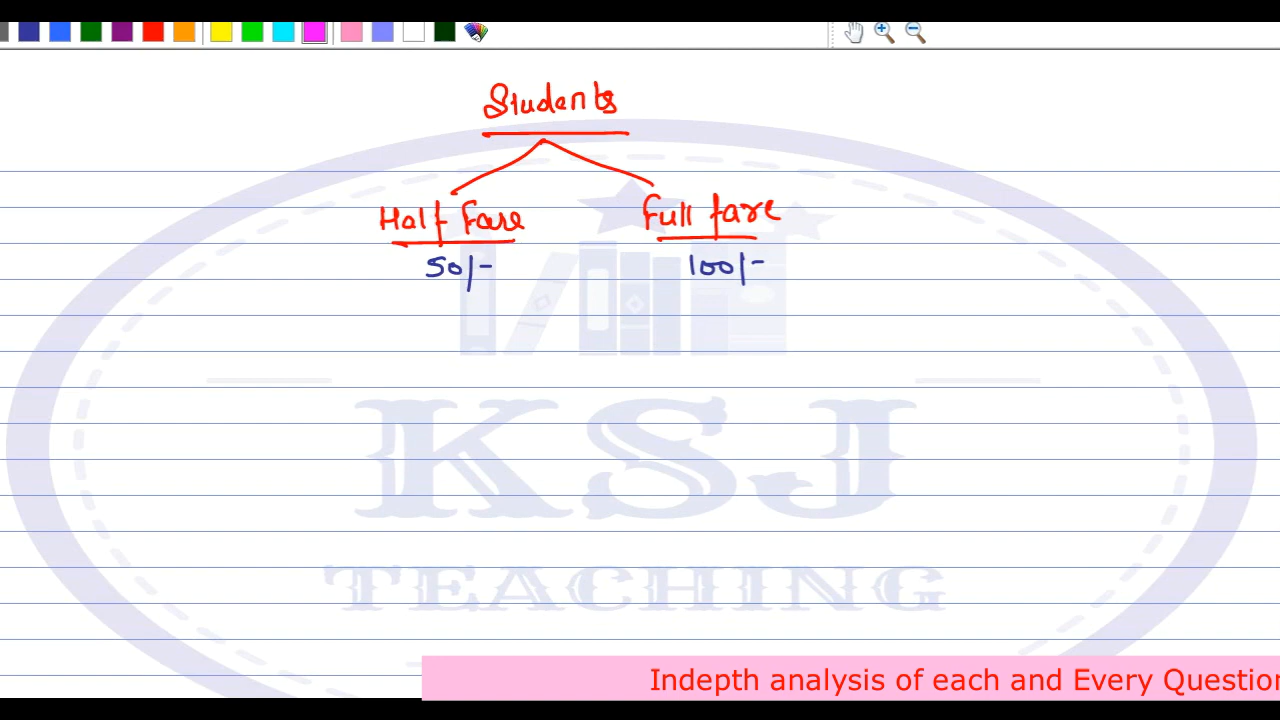 Students
Half Fare Full fare
50/- 100/-
KSJ
TEACHING
Indepth analysis of each and Every Question